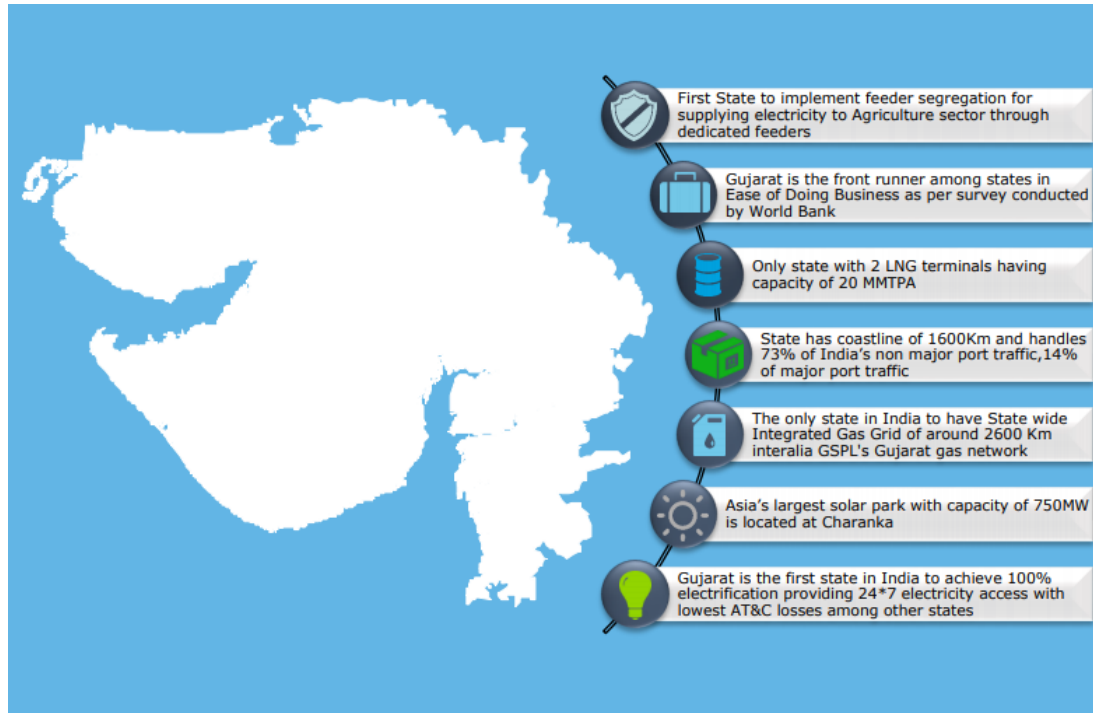 First State to implement feeder segregation for
supplying electricity to Agriculture sector through
dedicated feeders
Gujarat is the front runner among states in
Ease of Doing Business as per survey conducted
by World Bank
Only state with 2 LNG terminals having
capacity of 20 MMTPA
State has coastline of 1600Km and handles
73% of India’s non major port traffic,14%
of major port traffic
The only state in India to have State wide
Integrated Gas Grid of around 2600 Km
interalia GSPL's Gujarat gas network
Asia’s largest solar park with capacity of 750MW
is located at Charanka
Gujarat is the first state in India to achieve 100%
electrification providing 24*7 electricity access with
lowest AT&C losses among other states